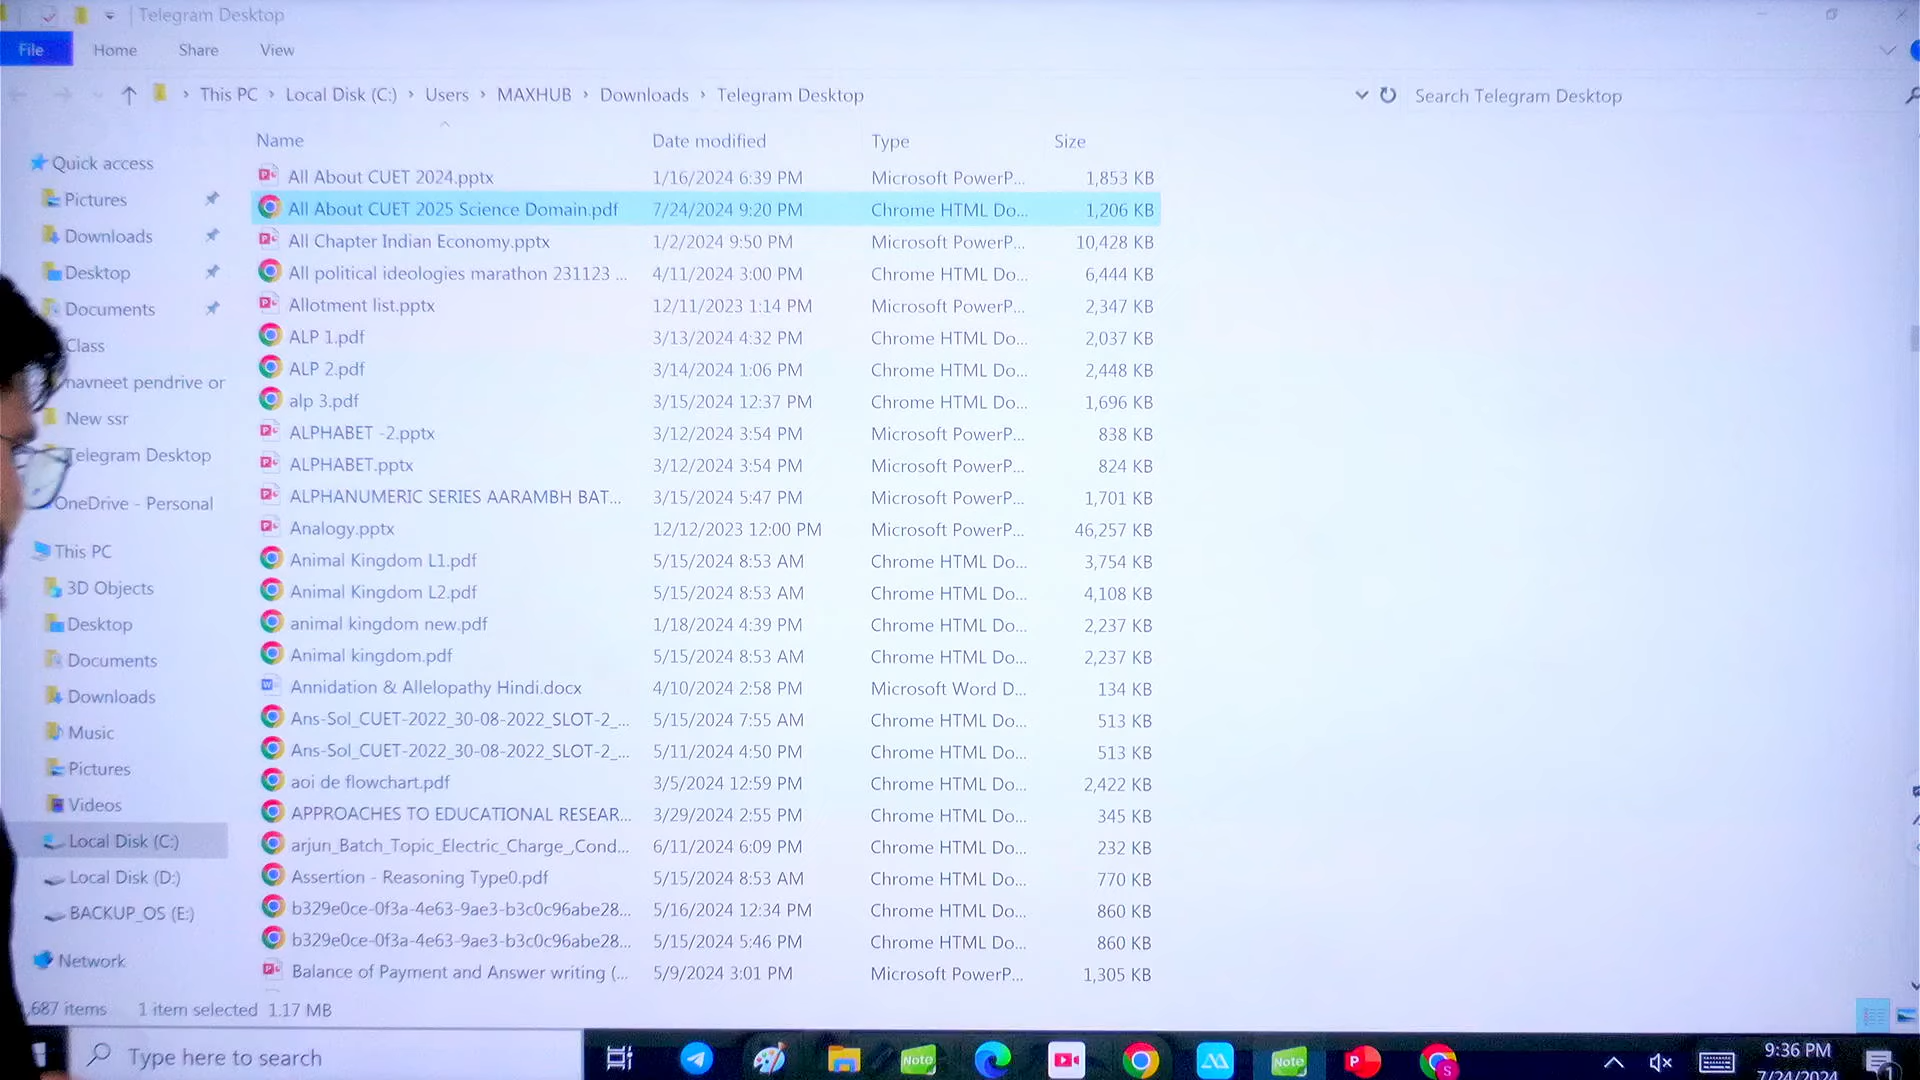 Telegram Desktop
File Home Share View
This PC › Local Disk (C:) › Users › MAXHUB › Downloads › Telegram Desktop
Search Telegram Desktop
Name Date modified Type Size
All About CUET 2024.pptx 1/16/2024 6:39 PM Microsoft PowerP... 1,853 KB
All About CUET 2025 Science Domain.pdf 7/24/2024 9:20 PM Chrome HTML Do... 1,206 KB
All Chapter Indian Economy.pptx 1/2/2024 9:50 PM Microsoft PowerP... 10,428 KB
All political ideologies marathon 231123 ... 4/11/2024 3:00 PM Chrome HTML Do... 6,444 KB
Allotment list.pptx 12/11/2023 1:14 PM Microsoft PowerP... 2,347 KB
ALP 1.pdf 3/13/2024 4:32 PM Chrome HTML Do... 2,037 KB
ALP 2.pdf 3/14/2024 1:06 PM Chrome HTML Do... 2,448 KB
alp 3.pdf 3/15/2024 12:37 PM Chrome HTML Do... 1,696 KB
ALPHABET -2.pptx 3/12/2024 3:54 PM Microsoft PowerP... 838 KB
ALPHABET.pptx 3/12/2024 3:54 PM Microsoft PowerP... 824 KB
ALPHANUMERIC SERIES AARAMBH BAT... 3/15/2024 5:47 PM Microsoft PowerP... 1,701 KB
Analogy.pptx 12/12/2023 12:00 PM Microsoft PowerP... 46,257 KB
Animal Kingdom L1.pdf 5/15/2024 8:53 AM Chrome HTML Do... 3,754 KB
Animal Kingdom L2.pdf 5/15/2024 8:53 AM Chrome HTML Do... 4,108 KB
animal kingdom new.pdf 1/18/2024 4:39 PM Chrome HTML Do... 2,237 KB
Animal kingdom.pdf 5/15/2024 8:53 AM Chrome HTML Do... 2,237 KB
Annidation & Allelopathy Hindi.docx 4/10/2024 2:58 PM Microsoft Word D... 134 KB
Ans-Sol_CUET-2022_30-08-2022_SLOT-2_... 5/15/2024 7:55 AM Chrome HTML Do... 513 KB
Ans-Sol_CUET-2022_30-08-2022_SLOT-2_... 5/11/2024 4:50 PM Chrome HTML Do... 513 KB
aoi de flowchart.pdf 3/5/2024 12:59 PM Chrome HTML Do... 2,422 KB
APPROACHES TO EDUCATIONAL RESEAR... 3/29/2024 2:55 PM Chrome HTML Do... 345 KB
arjun_Batch_Topic_Electric_Charge_,Cond... 6/11/2024 6:09 PM Chrome HTML Do... 232 KB
Assertion - Reasoning Type0.pdf 5/15/2024 8:53 AM Chrome HTML Do... 770 KB
b329e0ce-0f3a-4e63-9ae3-b3c0c96abe28... 5/16/2024 12:34 PM Chrome HTML Do... 860 KB
b329e0ce-0f3a-4e63-9ae3-b3c0c96abe28... 5/15/2024 5:46 PM Chrome HTML Do... 860 KB
Balance of Payment and Answer writing (... 5/9/2024 3:01 PM Microsoft PowerP... 1,305 KB
Quick access
Pictures
Downloads
Desktop
Documents
Class
navneet pendrive or
New ssr
Telegram Desktop
OneDrive - Personal
This PC
3D Objects
Desktop
Documents
Downloads
Music
Pictures
Videos
Local Disk (C:)
Local Disk (D:)
BACKUP_OS (E:)
Network
,687 items 1 item selected 1.17 MB
Type here to search
Note
Note
P
S
9:36 PM
7/24/2024